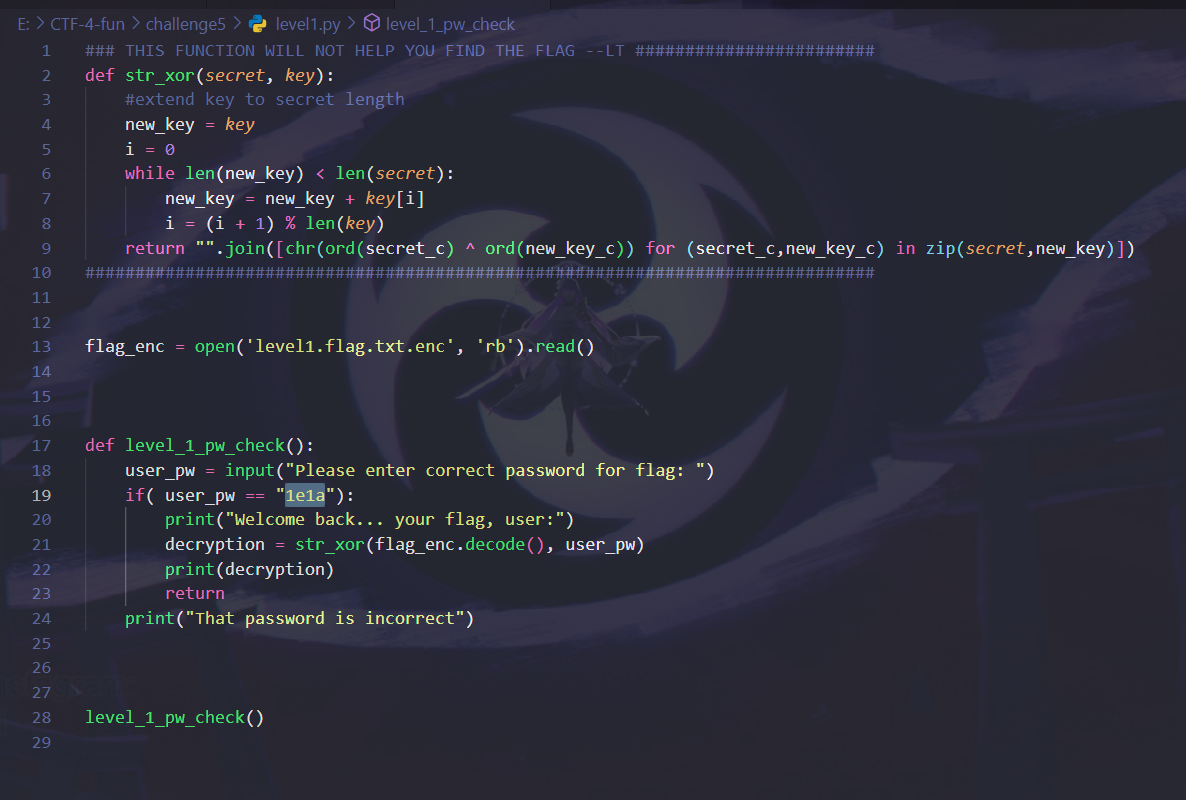 E: > CTF-4-fun > challenge5 > level1.py > level_1_pw_check
1 ### THIS FUNCTION WILL NOT HELP YOU FIND THE FLAG --LT ########################
2 def str_xor(secret, key):
3     #extend key to secret length
4     new_key = key
5     i = 0
6     while len(new_key) < len(secret):
7         new_key = new_key + key[i]
8         i = (i + 1) % len(key)
9     return "".join([chr(ord(secret_c) ^ ord(new_key_c)) for (secret_c,new_key_c) in zip(secret,new_key)])
10 ###############################################################################
11
12
13 flag_enc = open('level1.flag.txt.enc', 'rb').read()
14
15
16
17 def level_1_pw_check():
18     user_pw = input("Please enter correct password for flag: ")
19     if( user_pw == "1e1a"):
20         print("Welcome back... your flag, user:")
21         decryption = str_xor(flag_enc.decode(), user_pw)
22         print(decryption)
23         return
24     print("That password is incorrect")
25
26
27
28 level_1_pw_check()
29